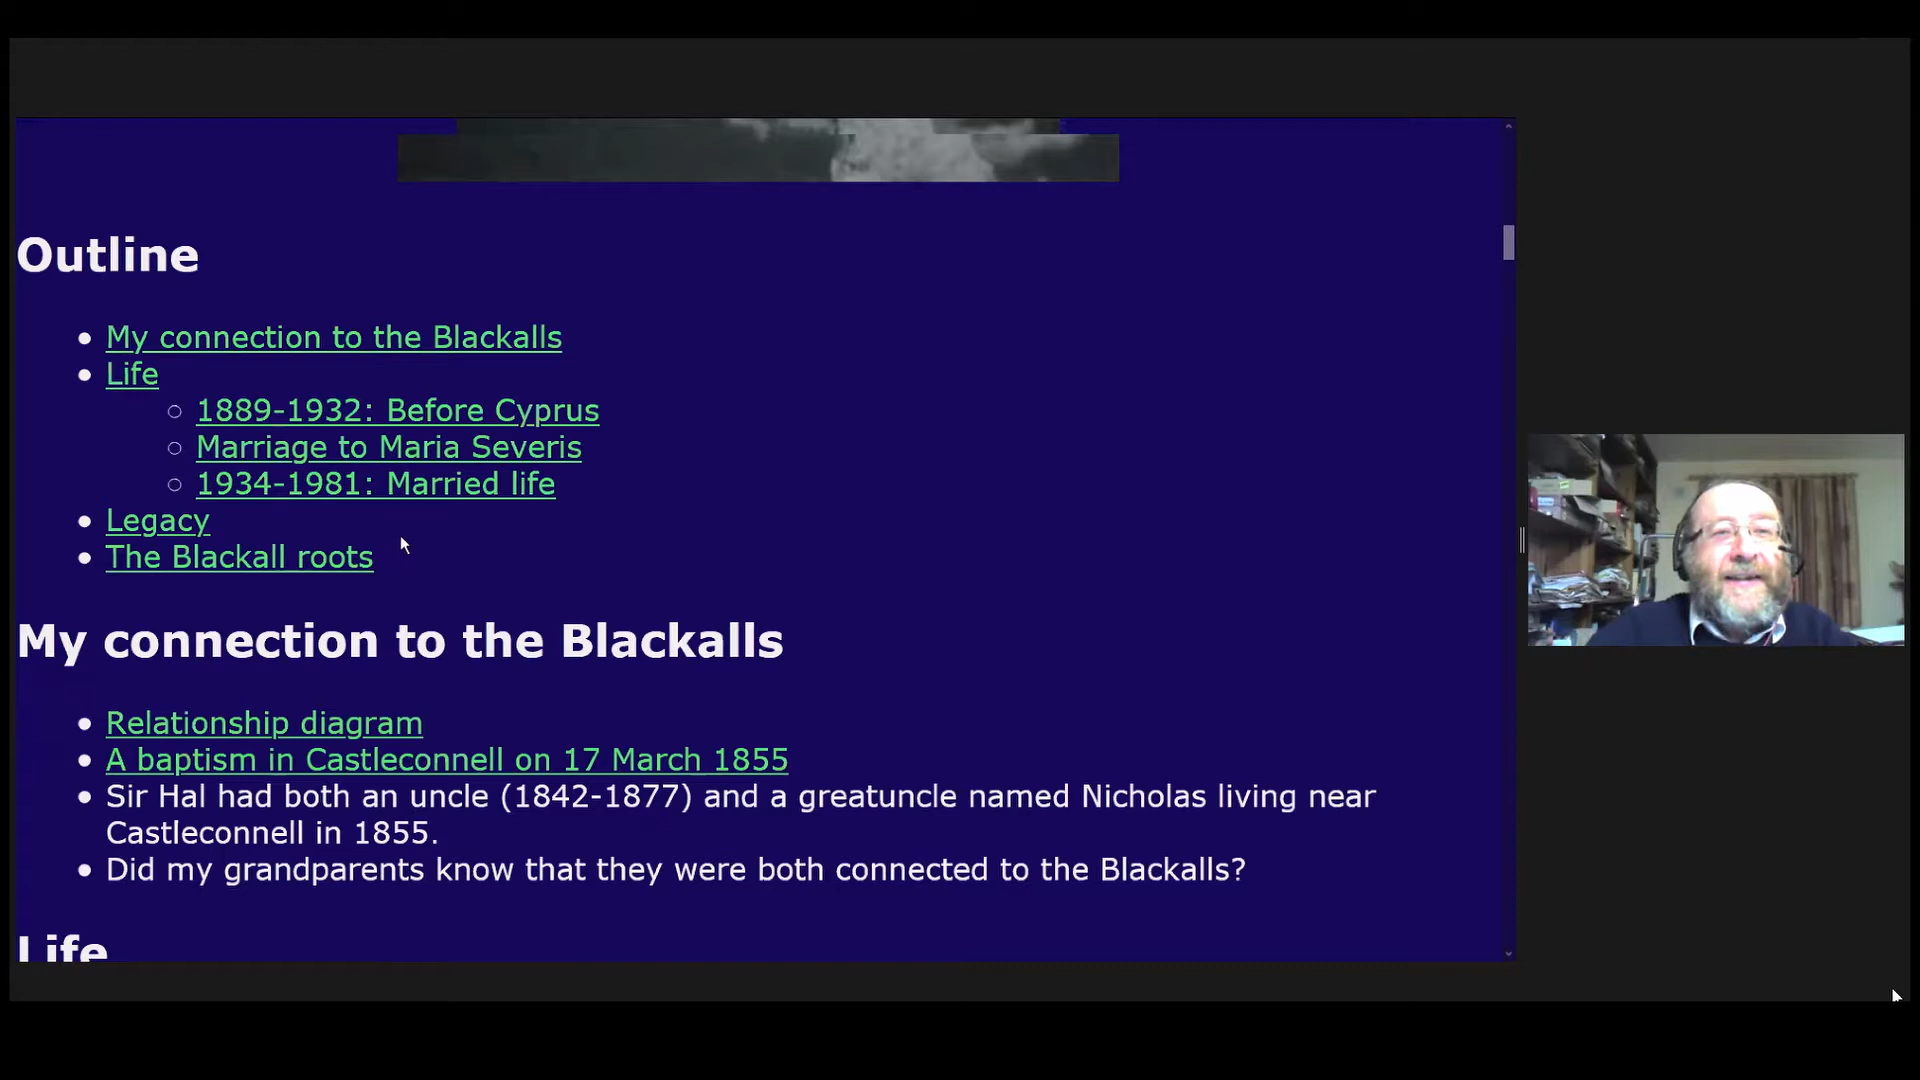 Outline
My connection to the Blackalls
Life
1889-1932: Before Cyprus
Marriage to Maria Severis
1934-1981: Married life
Legacy
The Blackall roots
My connection to the Blackalls
Relationship diagram
A baptism in Castleconnell on 17 March 1855
Sir Hal had both an uncle (1842-1877) and a greatuncle named Nicholas living near
Castleconnell in 1855.
Did my grandparents know that they were both connected to the Blackalls?
Life